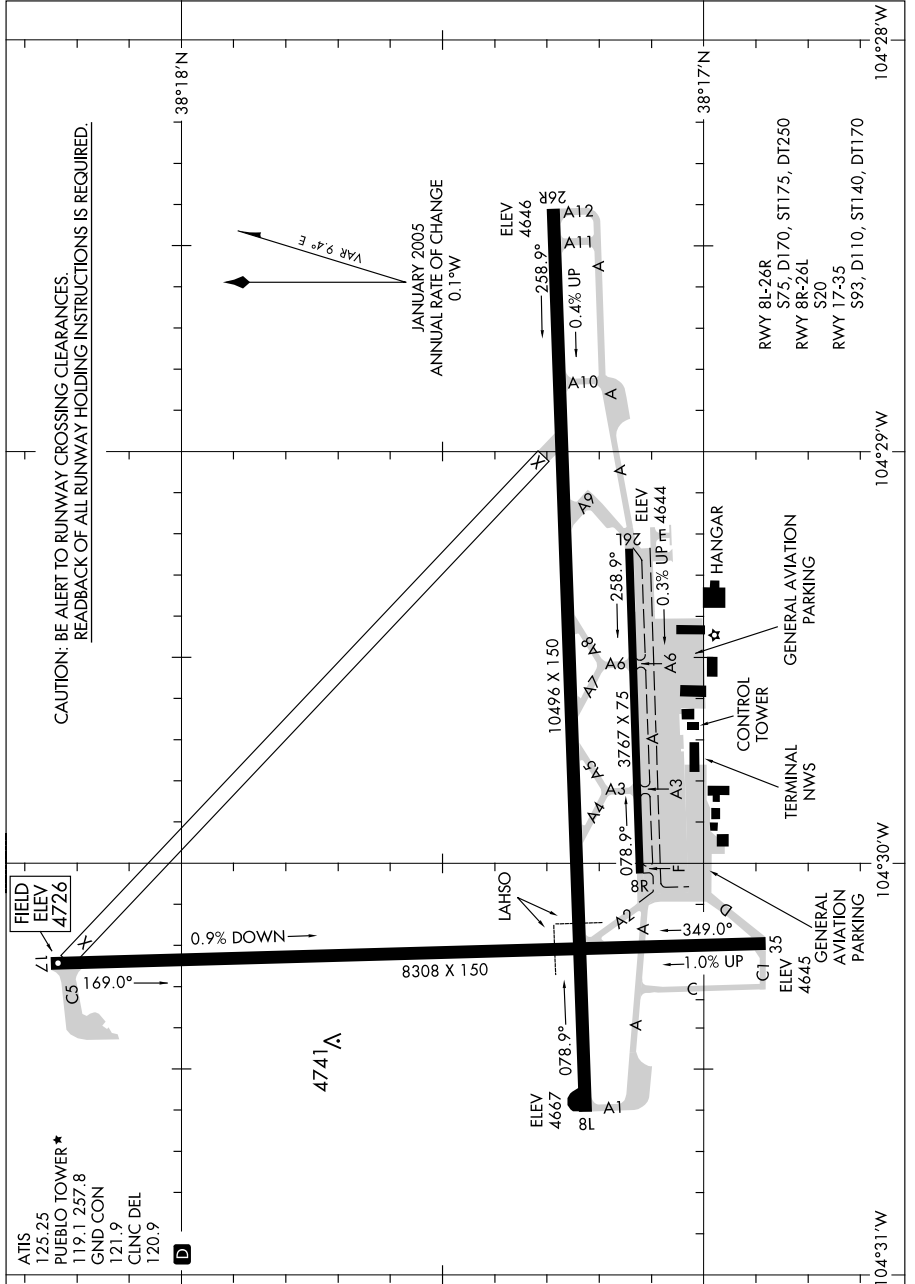 ATIS
125.25
PUEBLO TOWER★
119.1 257.8
GND CON
121.9
CLNC DEL
120.9
D
CAUTION: BE ALERT TO RUNWAY CROSSING CLEARANCES.
READBACK OF ALL RUNWAY HOLDING INSTRUCTIONS IS REQUIRED.
FIELD
ELEV
4726
17
X
C5
169.0°
0.9% DOWN
8308 X 150
4741
38°18'N
VAR 9.4° E
JANUARY 2005
ANNUAL RATE OF CHANGE
0.1°W
X
LAHSO
ELEV
4667
8L
078.9°
10496 X 150
258.9°
0.4% UP
ELEV
4646
26R
A1
A
A2
A
A4
A5
A3
A7
A8
A6
A9
A10
A11
A12
A
A
A
8R
078.9°
3767 X 75
258.9°
26L
ELEV
4644
0.3% UP
E
F
A3
A
A6
349.0°
1.0% UP
C
C1
35
ELEV
4645
D
38°17'N
GENERAL
AVIATION
PARKING
TERMINAL
NWS
CONTROL
TOWER
GENERAL AVIATION
PARKING
HANGAR
RWY 8L-26R
S75, D170, ST175, DT250
RWY 8R-26L
S20
RWY 17-35
S93, D110, ST140, DT170
104°31'W
104°30'W
104°29'W
104°28'W